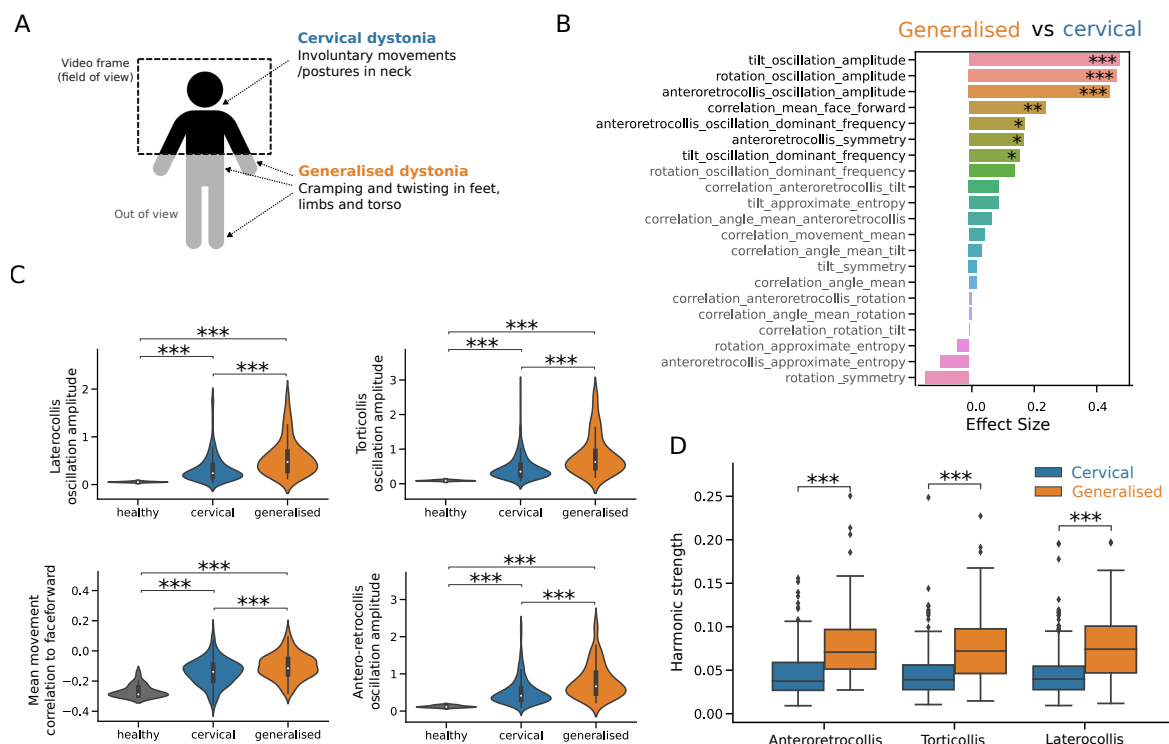 A
Cervical dystonia
Involuntary movements
/postures in neck
Video frame
(field of view)
Generalised dystonia
Cramping and twisting in feet,
limbs and torso
Out of view
B
Generalised vs cervical
tilt_oscillation_amplitude
***
rotation_oscillation_amplitude
***
anteroretrocollis_oscillation_amplitude
***
correlation_mean_face_forward
**
anteroretrocollis_oscillation_dominant_frequency
*
anteroretrocollis_symmetry
*
tilt_oscillation_dominant_frequency
*
rotation_oscillation_dominant_frequency
correlation_anteroretrocollis_tilt
tilt_approximate_entropy
correlation_angle_mean_anteroretrocollis
correlation_movement_mean
correlation_angle_mean_tilt
tilt_symmetry
correlation_angle_mean
correlation_anteroretrocollis_rotation
correlation_angle_mean_rotation
correlation_rotation_tilt
rotation_approximate_entropy
anteroretrocollis_approximate_entropy
rotation_symmetry
0.0 0.2 0.4
Effect Size
C
***
***
***
Laterocollis
oscillation amplitude
2
1
0
healthy cervical generalised
***
***
***
Torticollis
oscillation amplitude
3
2
1
0
healthy cervical generalised
***
***
***
Mean movement
correlation to faceforward
0.4
0.2
0.0
−0.2
−0.4
healthy cervical generalised
***
***
***
Antero-retrocollis
oscillation amplitude
3
2
1
0
healthy cervical generalised
D
Cervical
Generalised
***
***
***
Harmonic strength
0.25
0.20
0.15
0.10
0.05
0.00
Anteroretrocollis Torticollis Laterocollis